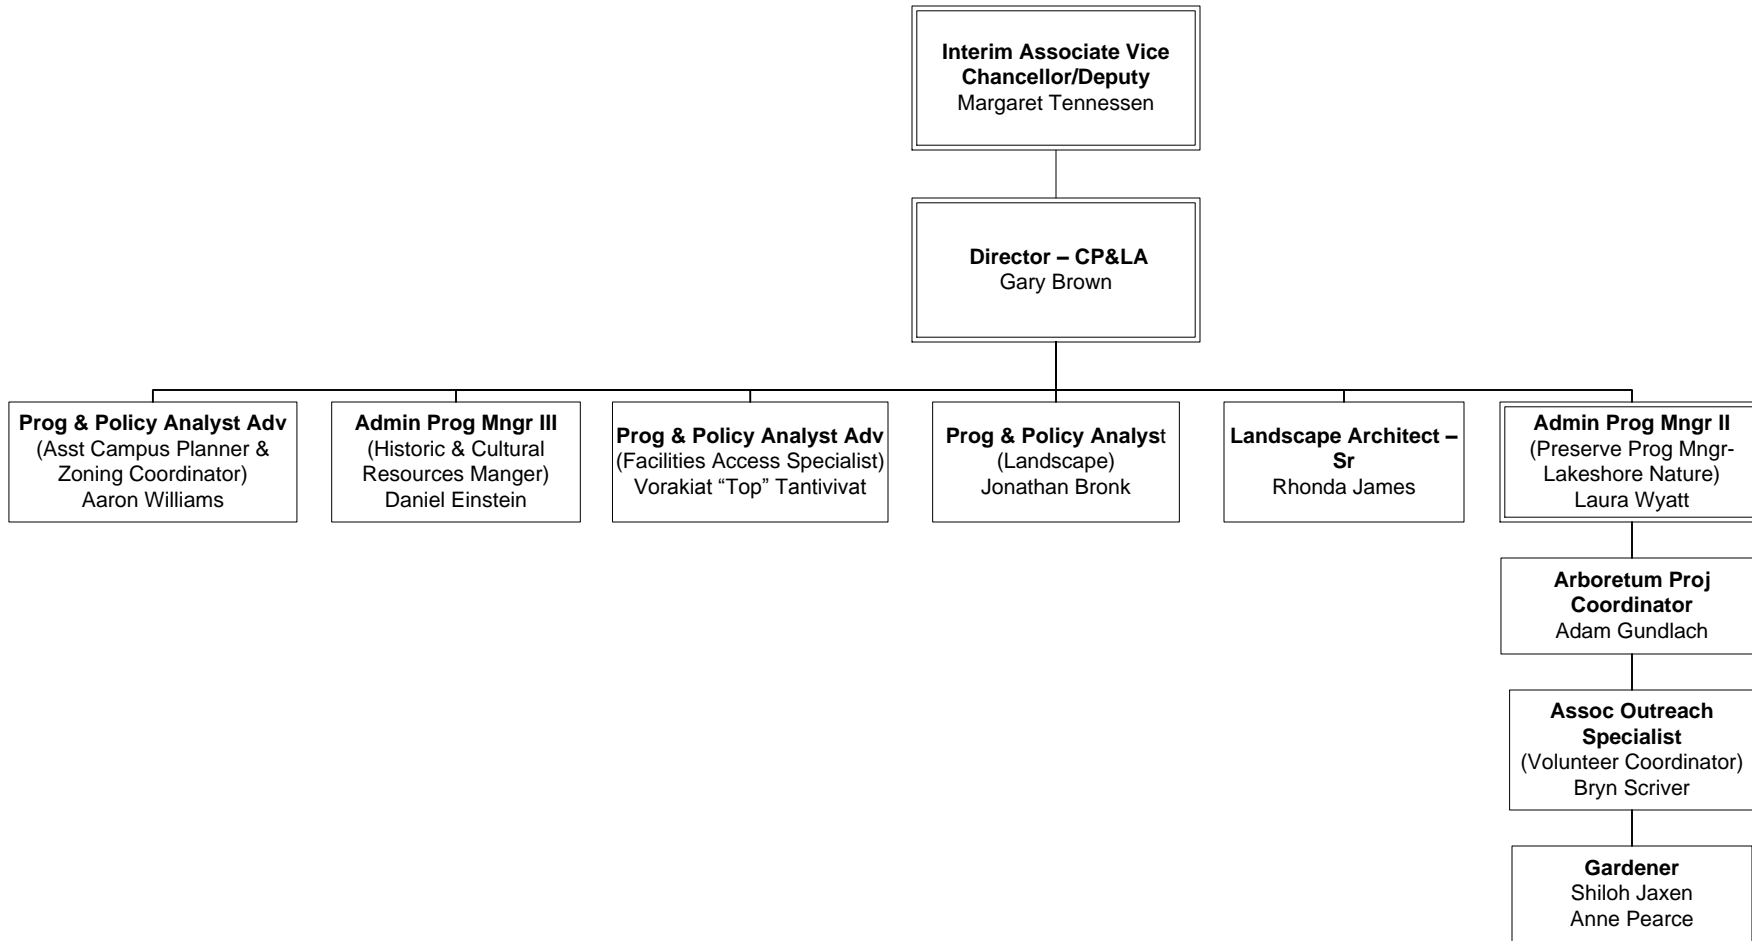 Interim Associate Vice
Chancellor/Deputy
Margaret Tennessen
Director – CP&LA
Gary Brown
Prog & Policy Analyst Adv
(Asst Campus Planner &
Zoning Coordinator)
Aaron Williams
Admin Prog Mngr III
(Historic & Cultural
Resources Manger)
Daniel Einstein
Prog & Policy Analyst Adv
(Facilities Access Specialist)
Vorakiat “Top” Tantivivat
Prog & Policy Analyst
(Landscape)
Jonathan Bronk
Landscape Architect –
Sr
Rhonda James
Admin Prog Mngr II
(Preserve Prog Mngr-
Lakeshore Nature)
Laura Wyatt
Arboretum Proj
Coordinator
Adam Gundlach
Assoc Outreach
Specialist
(Volunteer Coordinator)
Bryn Scriver
Gardener
Shiloh Jaxen
Anne Pearce